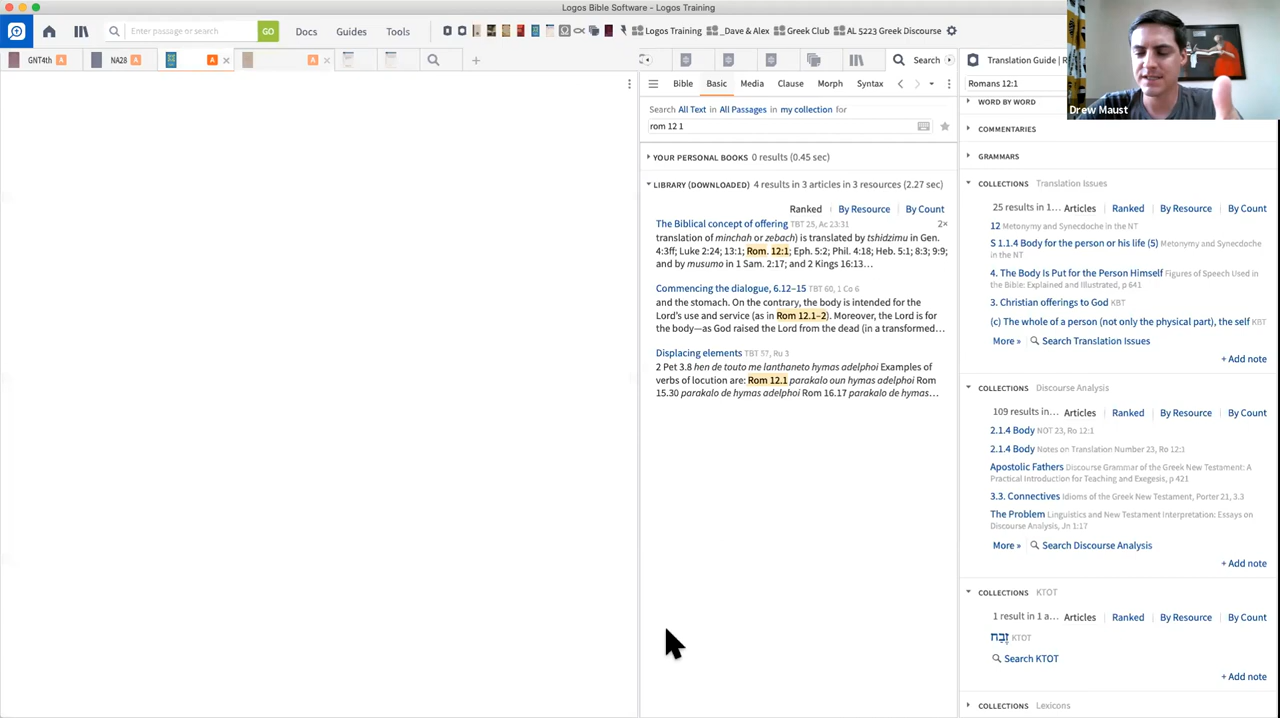 Logos Bible Software – Logos Training
Enter passage or search
GO
Docs
Guides
Tools
Logos Training
_Dave & Alex
Greek Club
AL 5223 Greek Discourse
GNT4th A
NA28 A
A
A
Search
Bible Basic Media Clause Morph Syntax
Search All Text in All Passages in my collection for
rom 12 1
YOUR PERSONAL BOOKS 0 results (0.45 sec)
LIBRARY (DOWNLOADED) 4 results in 3 articles in 3 resources (2.27 sec)
Ranked By Resource By Count
The Biblical concept of offering TBT 25, Ac 23:31 2×
translation of minchah or zebach) is translated by tshidzimu in Gen.
4:3ff; Luke 2:24; 13:1; Rom. 12:1; Eph. 5:2; Phil. 4:18; Heb. 5:1; 8:3; 9:9;
and by musumo in 1 Sam. 2:17; and 2 Kings 16:13…
Commencing the dialogue, 6.12–15 TBT 60, 1 Co 6
and the stomach. On the contrary, the body is intended for the
Lord's use and service (as in Rom 12.1–2). Moreover, the Lord is for
the body—as God raised the Lord from the dead (in a transformed…
Displacing elements TBT 57, Ru 3
2 Pet 3.8 hen de touto me lanthaneto hymas adelphoi Examples of
verbs of locution are: Rom 12.1 parakalo oun hymas adelphoi Rom
15.30 parakalo de hymas adelphoi Rom 16.17 parakalo de hymas…
Translation Guide | R
Romans 12:1
Drew Maust
WORD BY WORD
COMMENTARIES
GRAMMARS
COLLECTIONS Translation Issues
25 results in 1… Articles Ranked By Resource By Count
12 Metonymy and Synecdoche in the NT
S 1.1.4 Body for the person or his life (5) Metonymy and Synecdoche
in the NT
4. The Body Is Put for the Person Himself Figures of Speech Used in
the Bible: Explained and Illustrated, p 641
3. Christian offerings to God KBT
(c) The whole of a person (not only the physical part), the self KBT
More » Search Translation Issues
+ Add note
COLLECTIONS Discourse Analysis
109 results in… Articles Ranked By Resource By Count
2.1.4 Body NOT 23, Ro 12:1
2.1.4 Body Notes on Translation Number 23, Ro 12:1
Apostolic Fathers Discourse Grammar of the Greek New Testament: A
Practical Introduction for Teaching and Exegesis, p 421
3.3. Connectives Idioms of the Greek New Testament, Porter 21, 3.3
The Problem Linguistics and New Testament Interpretation: Essays on
Discourse Analysis, Jn 1:17
More » Search Discourse Analysis
+ Add note
COLLECTIONS KTOT
1 result in 1 a… Articles Ranked By Resource By Count
זֶבַח KTOT
Search KTOT
+ Add note
COLLECTIONS Lexicons